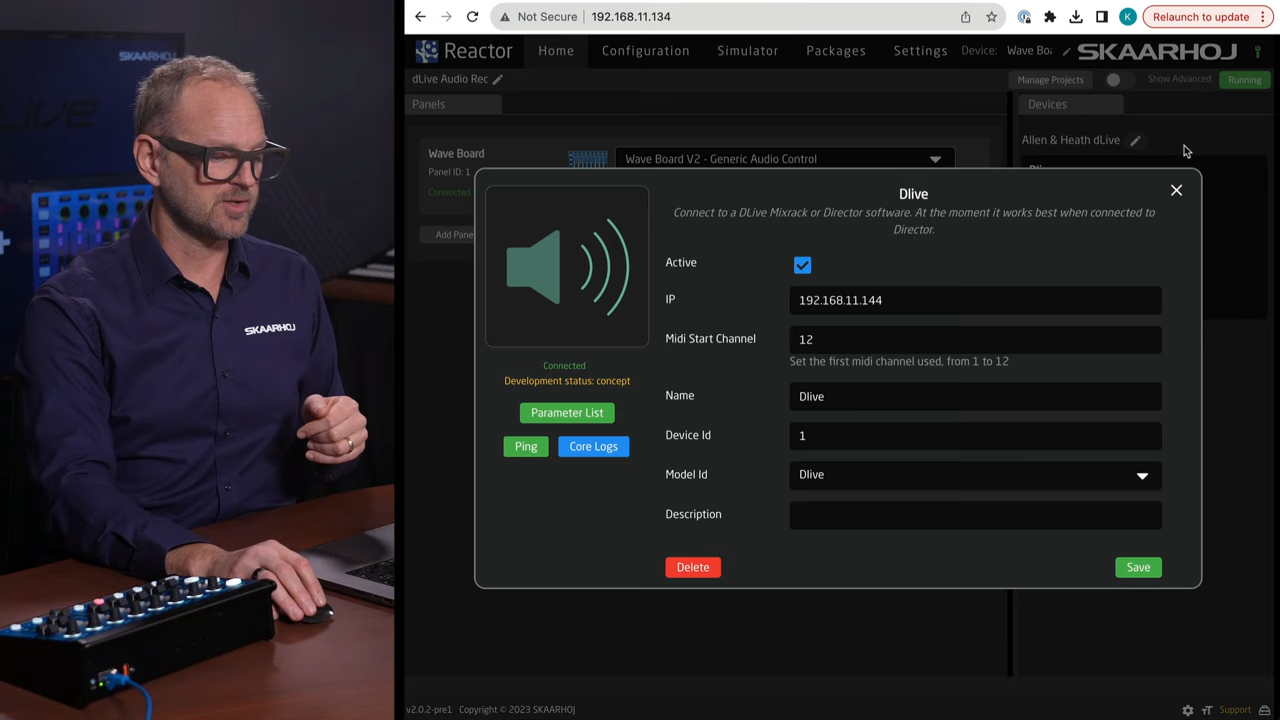 SKAARHOJ
Live
SKAARHOJ
Not Secure
192.168.11.134
K
Relaunch to update
Reactor
Home
Configuration
Simulator
Packages
Settings
Device:
Wave Boa
SKAARHOJ
dLive Audio Rec
Manage Projects
Show Advanced
Running
Panels
Devices
Wave Board
Panel ID: 1
Connected
Wave Board V2 - Generic Audio Control
Add Pane
Allen & Heath dLive
Dlive
Connect to a DLive Mixrack or Director software. At the moment it works best when connected to
Director.
Active
IP
192.168.11.144
Midi Start Channel
12
Set the first midi channel used, from 1 to 12
Name
Dlive
Device Id
1
Model Id
Dlive
Description
Connected
Development status: concept
Parameter List
Ping
Core Logs
Delete
Save
v2.0.2-pre1
Copyright © 2023 SKAARHOJ
Support